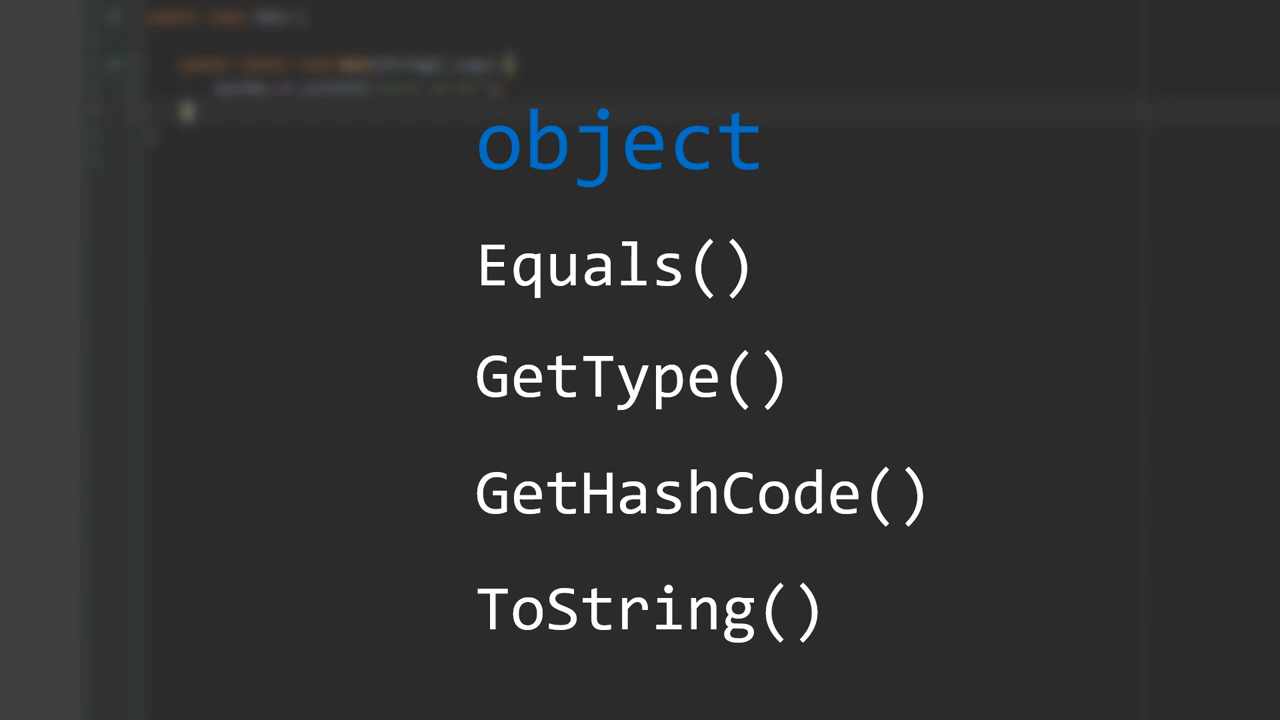 object
Equals()
GetType()
GetHashCode()
ToString()